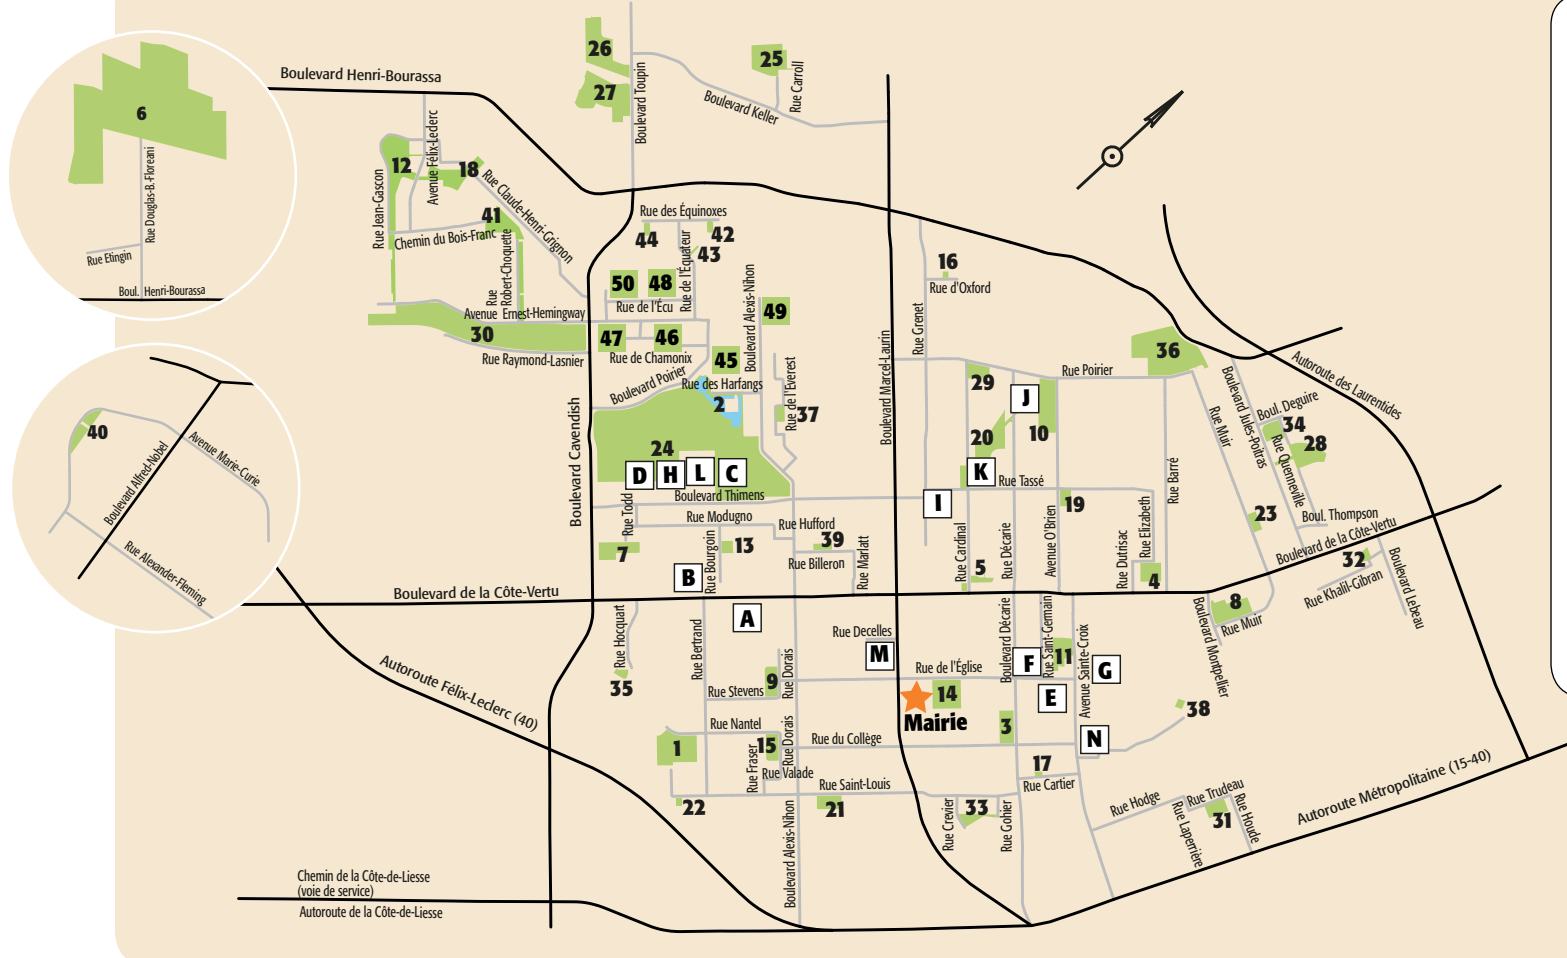 26
25
27
Boulevard Toupin
Rue Carroll
Boulevard Keller
Boulevard Henri-Bourassa
6
Rue Douglas-B.-Floreani
Rue Etingin
Boul. Henri-Bourassa
12
Avenue Félix-Leclerc
18
Rue Jean-Gascon
Rue Claude-Henri-Grignon
41
Chemin du Bois-Franc
Rue
Robert-Choquette
Avenue Ernest-Hemingway
30
Rue Raymond-Lasnier
Rue des Équinoxes
44
42
43
Rue de l'Équateur
50
48
Rue de l'Écu
Boulevard Alexis-Nihon
49
47
46
Rue de Chamonix
45
Boulevard Poirier
Rue des Harfangs
2
Rue de l'Everest
37
24
D
H
L
C
Boulevard Thimens
Boulevard Cavendish
Boulevard Marcel-Laurin
16
Rue d'Oxford
Rue Grenet
36
Rue Poirier
29
J
20
10
K
Rue Tassé
I
19
Rue Barré
Rue Muir
Boulevard Jules-Poitras
Boul. Deguire
34
28
Rue Quenneville
Autoroute des Laurentides
23
Boul. Thompson
Boulevard de la Côte-Vertu
32
Rue Khalil-Gibran
Boulevard Lebeau
40
Boulevard Alfred-Nobel
Avenue Marie-Curie
Rue Alexander-Fleming
Rue Todd
Rue Modugno
Rue Hufford
7
Rue Bourgoin
13
39
Rue Billeron
Rue Marlatt
B
Rue Cardinal
5
Rue Décarie
Avenue O'Brien
Rue Dutrisac
Rue Elizabeth
4
Boulevard de la Côte-Vertu
A
Rue Hocquart
35
Rue Bertrand
Rue Decelles
M
Rue de l'Église
Boulevard Décarie
F
Rue Saint-Germain
11
Avenue Sainte-Croix
G
E
8
Rue Muir
Boulevard Montpellier
38
Autoroute Félix-Leclerc (40)
Rue Stevens
9
Rue Dorais
14
Mairie
3
N
1
Rue Nantel
15
Rue Fraser
Rue Dorais
Rue Valade
Rue du Collège
17
Rue Cartier
22
Rue Saint-Louis
21
Boulevard Alexis-Nihon
Rue Crevier
33
Rue Gohier
Rue Hodge
Rue Trudeau
31
Rue Laperrière
Rue Houde
Autoroute Métropolitaine (15-40)
Chemin de la Côte-de-Liesse
(voie de service)
Autoroute de la Côte-de-Liesse